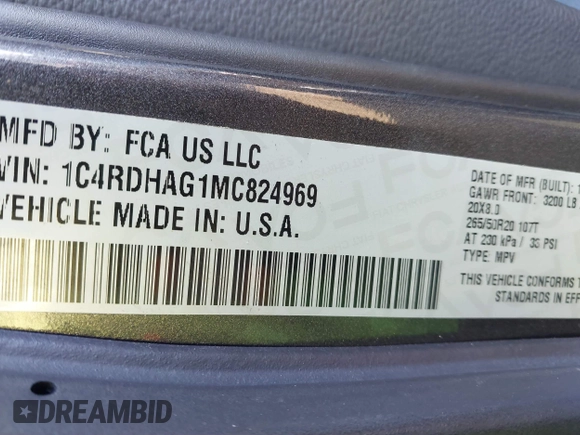 MFD BY: FCA US LLC
VIN: 1C4RDHAG1MC824969
VEHICLE MADE IN: U.S.A.
DATE OF MFR (BUILT):
GAWR FRONT: 3200 LB
20X8.0
265/50R20 107T
AT 230 kPa / 33 PSI
TYPE: MPV
THIS VEHICLE CONFORMS
STANDARDS IN EFF
DREAMBID